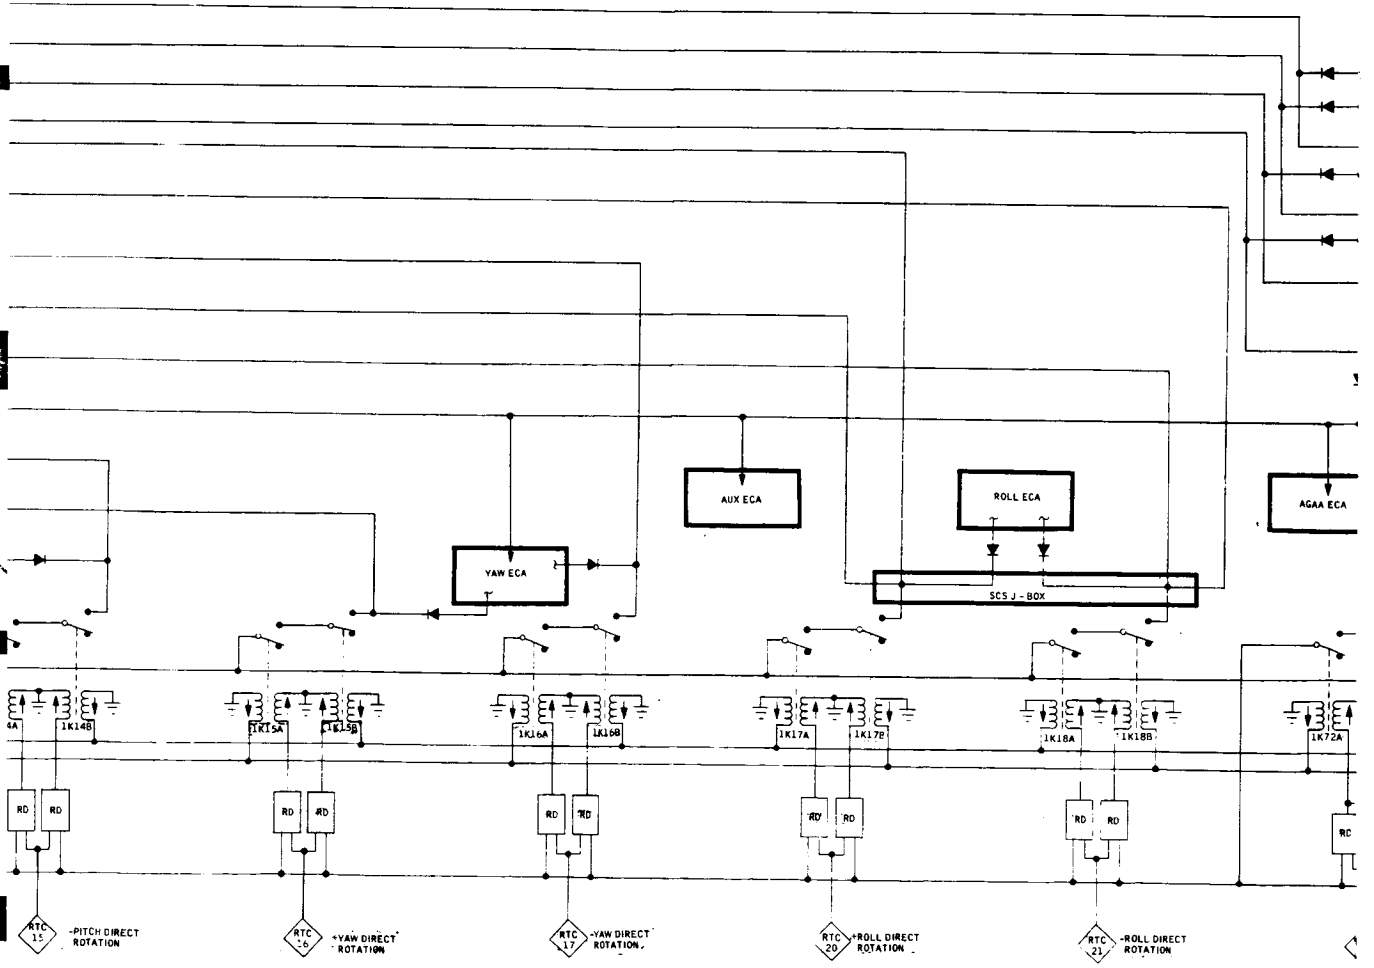 AUX ECA
ROLL ECA
AGAA ECA
YAW ECA
SCS J - BOX
4A
1K14B
1K15A
1K15B
1K16A
1K16B
1K17A
1K17B
1K18A
1K18B
1K72A
RD
RD
RD
RD
RD
RD
RD
RD
RD
RD
RD
RTC
15
-PITCH DIRECT
ROTATION
RTC
16
+YAW DIRECT
ROTATION
RTC
17
-YAW DIRECT
ROTATION
RTC
20
+ROLL DIRECT
ROTATION
RTC
21
-ROLL DIRECT
ROTATION